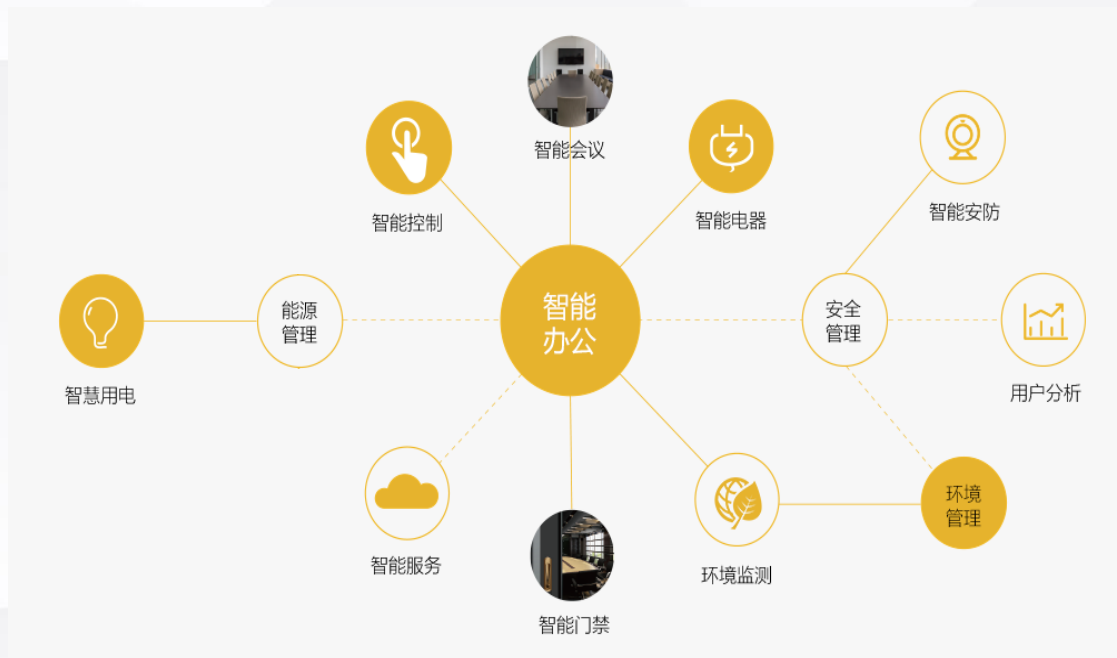 智能会议
智能控制
智能电器
智能安防
智能
办公
能源
管理
安全
管理
智慧用电
用户分析
环境
管理
智能服务
环境监测
智能门禁